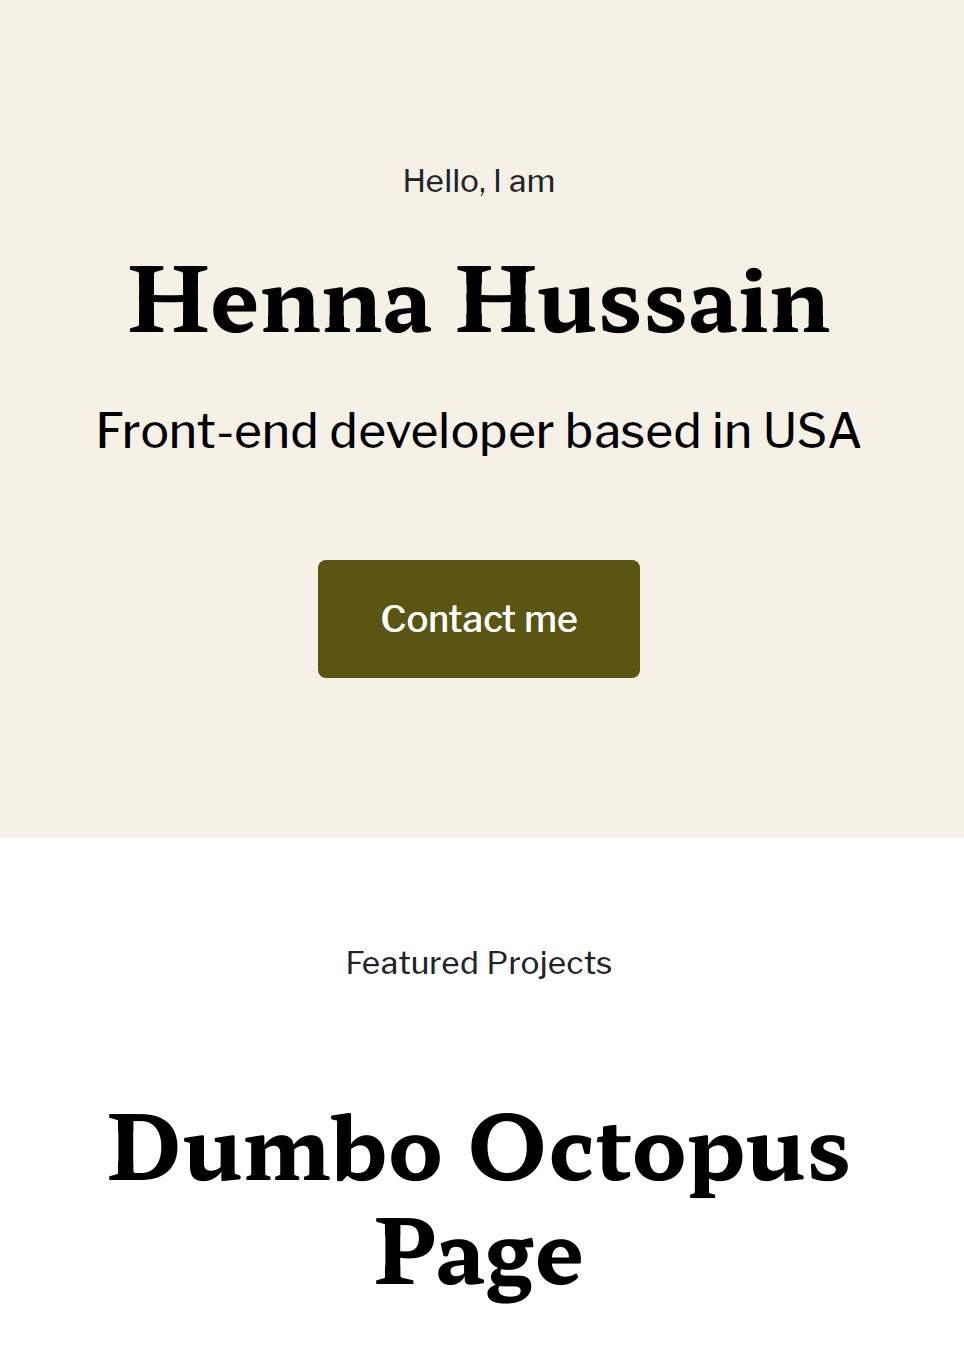 Hello, I am
Henna Hussain
Front-end developer based in USA
Contact me
Featured Projects
Dumbo Octopus
Page